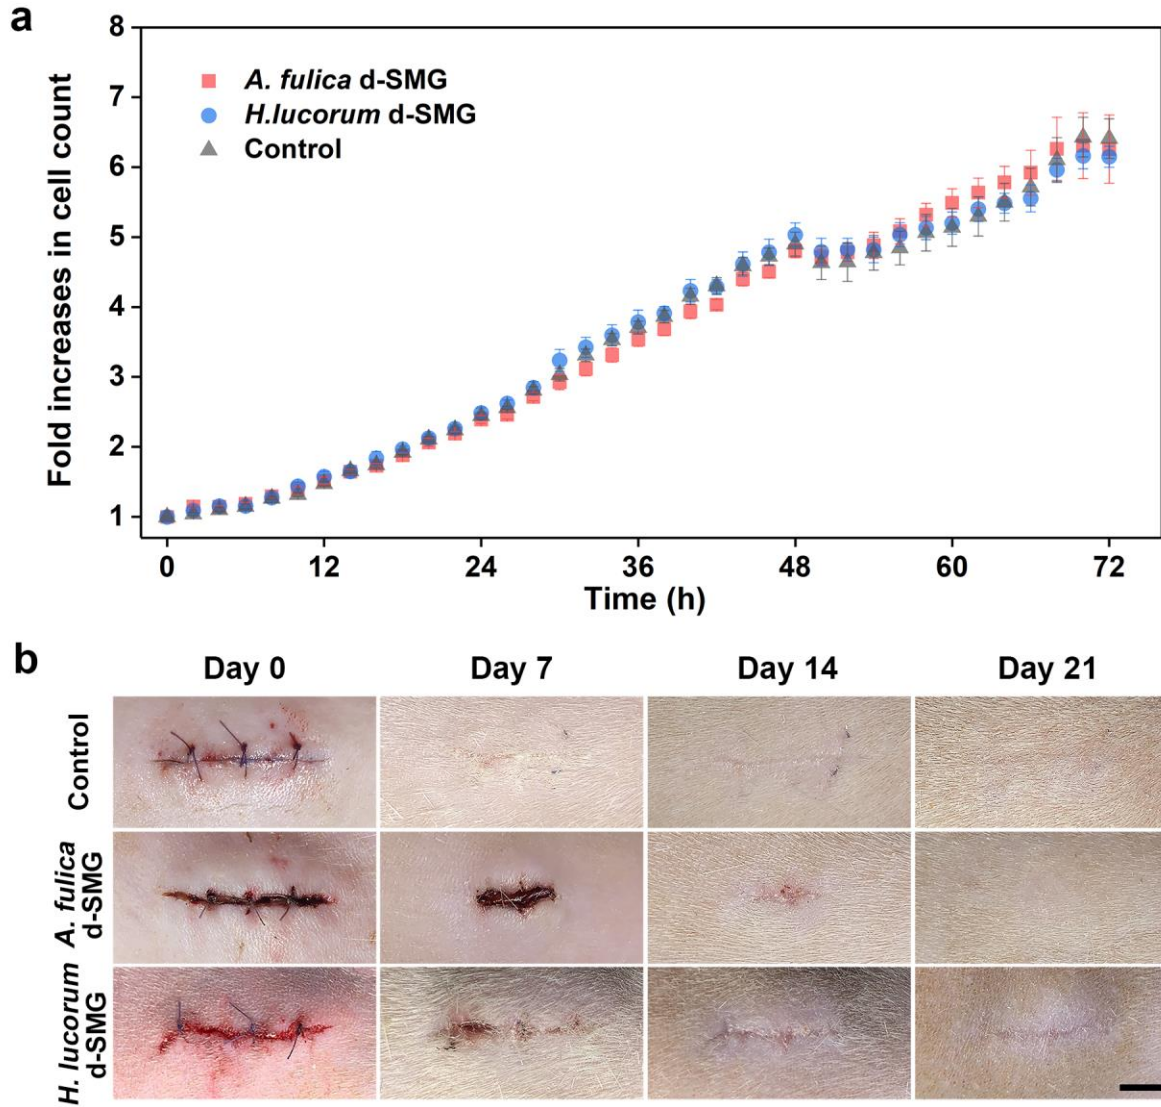 a
8
7
6
5
4
3
2
1
Fold increases in cell count
A. fulica d-SMG
H.lucorum d-SMG
Control
0 12 24 36 48 60 72
Time (h)
b
Day 0 Day 7 Day 14 Day 21
Control
A. fulica
d-SMG
H. lucorum
d-SMG